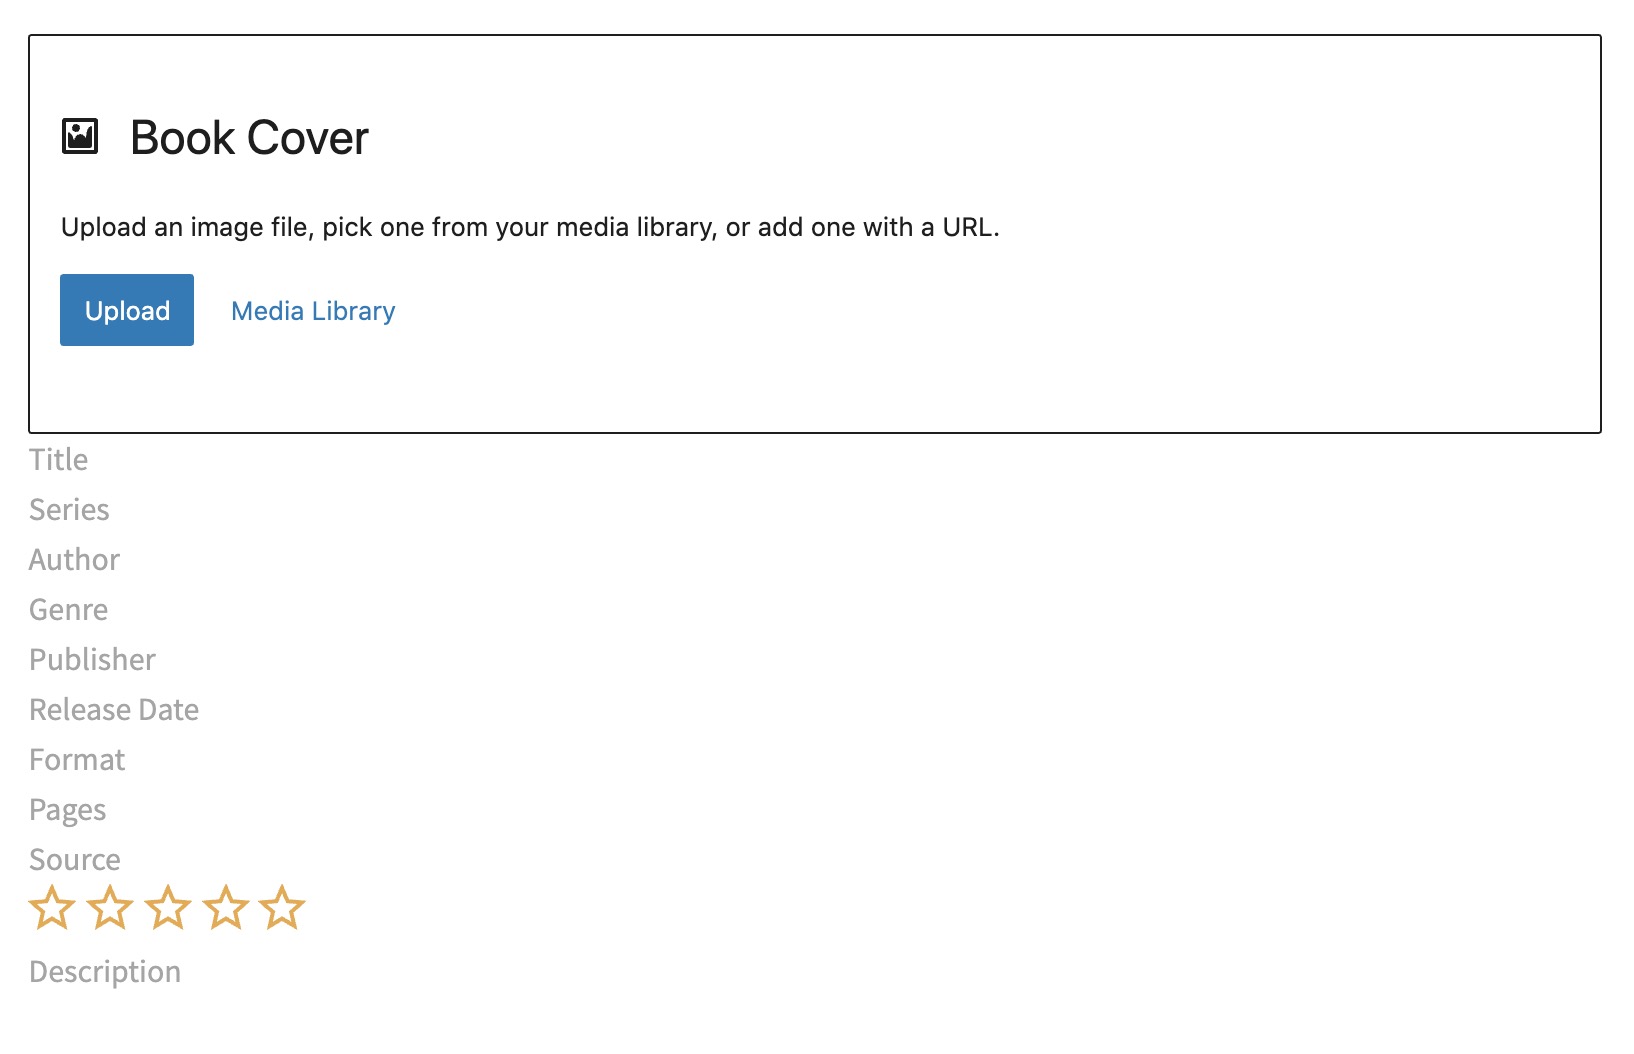 Book Cover
Upload an image file, pick one from your media library, or add one with a URL.
Upload Media Library
Title
Series
Author
Genre
Publisher
Release Date
Format
Pages
Source
Description